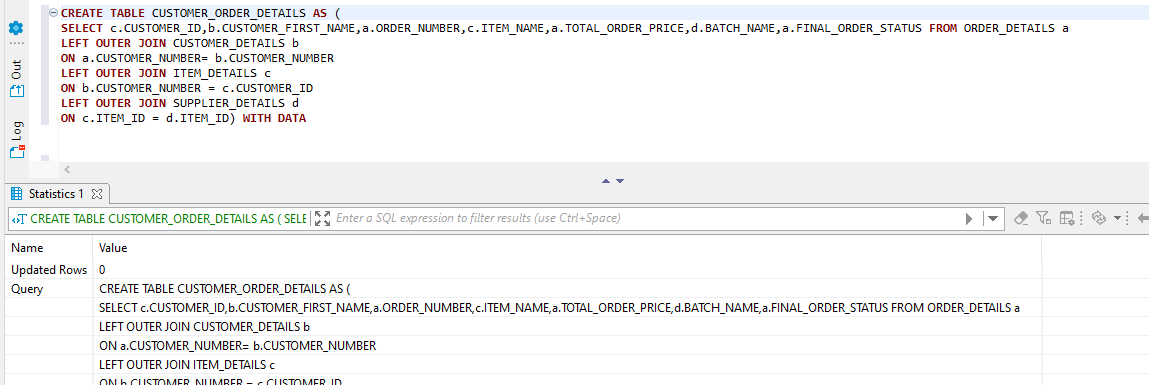 CREATE TABLE CUSTOMER_ORDER_DETAILS AS (
SELECT c.CUSTOMER_ID,b.CUSTOMER_FIRST_NAME,a.ORDER_NUMBER,c.ITEM_NAME,a.TOTAL_ORDER_PRICE,d.BATCH_NAME,a.FINAL_ORDER_STATUS FROM ORDER_DETAILS a
LEFT OUTER JOIN CUSTOMER_DETAILS b
ON a.CUSTOMER_NUMBER= b.CUSTOMER_NUMBER
LEFT OUTER JOIN ITEM_DETAILS c
ON b.CUSTOMER_NUMBER = c.CUSTOMER_ID
LEFT OUTER JOIN SUPPLIER_DETAILS d
ON c.ITEM_ID = d.ITEM_ID) WITH DATA
Out
Log
Statistics 1
CREATE TABLE CUSTOMER_ORDER_DETAILS AS ( SELE
Enter a SQL expression to filter results (use Ctrl+Space)
Name Value
Updated Rows 0
Query CREATE TABLE CUSTOMER_ORDER_DETAILS AS (
SELECT c.CUSTOMER_ID,b.CUSTOMER_FIRST_NAME,a.ORDER_NUMBER,c.ITEM_NAME,a.TOTAL_ORDER_PRICE,d.BATCH_NAME,a.FINAL_ORDER_STATUS FROM ORDER_DETAILS a
LEFT OUTER JOIN CUSTOMER_DETAILS b
ON a.CUSTOMER_NUMBER= b.CUSTOMER_NUMBER
LEFT OUTER JOIN ITEM_DETAILS c
ON b.CUSTOMER_NUMBER = c.CUSTOMER_ID